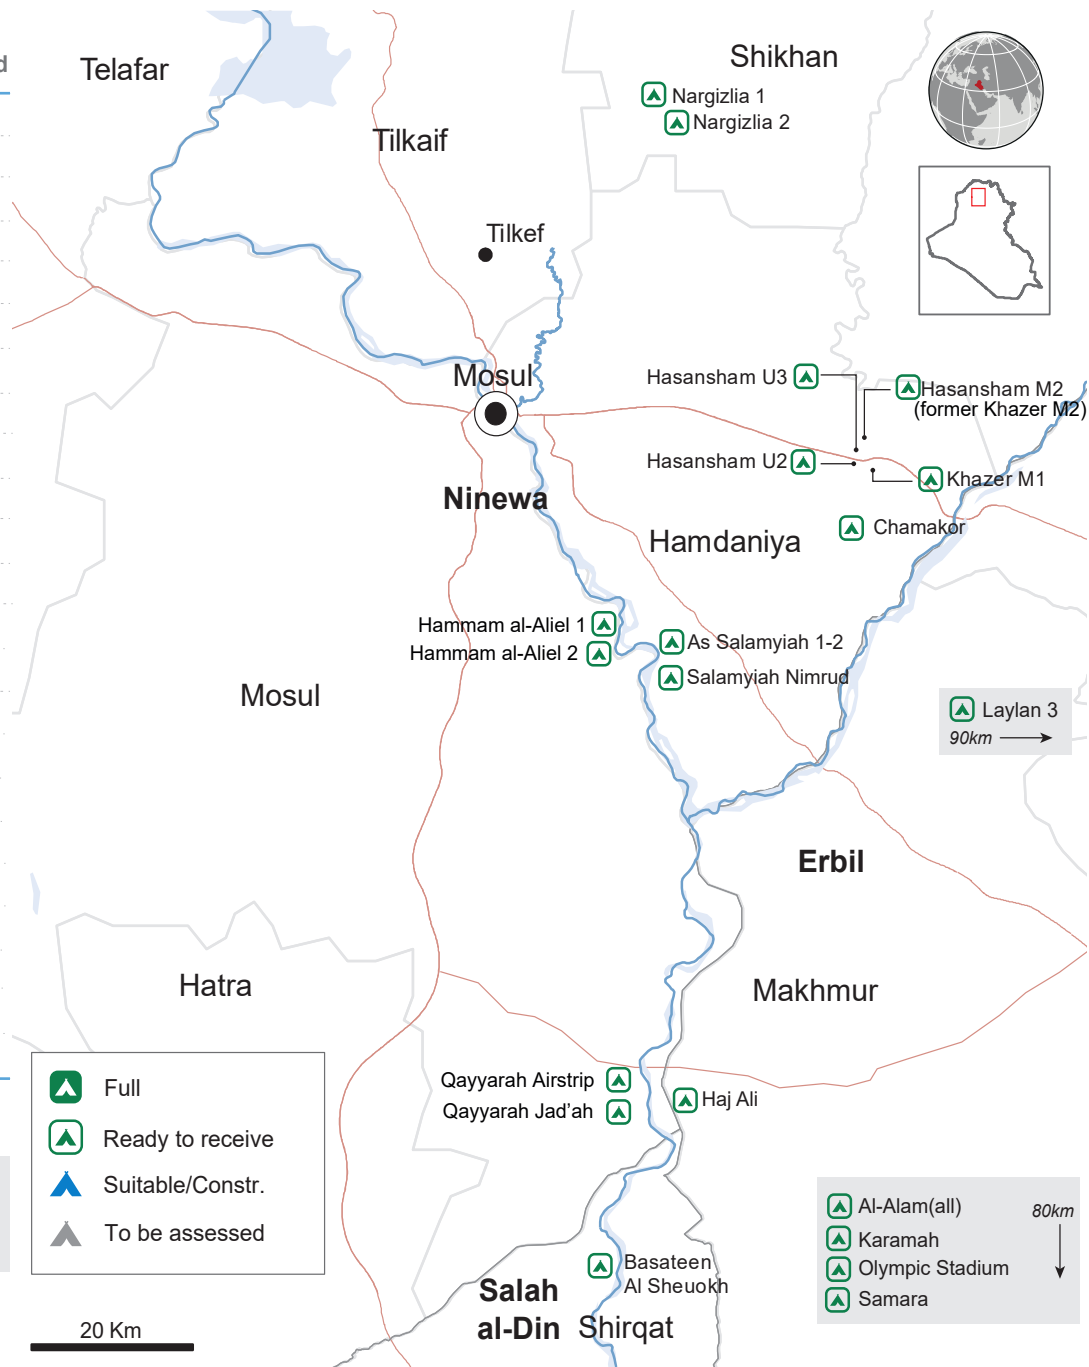 d
Telafar
Shikhan
Nargizlia 1
Nargizlia 2
Tilkaif
Tilkef
Mosul
Hasansham U3
Hasansham M2
(former Khazer M2)
Hasansham U2
Khazer M1
Ninewa
Chamakor
Hamdaniya
Hammam al-Aliel 1
Hammam al-Aliel 2
As Salamyiah 1-2
Salamyiah Nimrud
Mosul
Laylan 3
90km
Erbil
Hatra
Makhmur
Qayyarah Airstrip
Qayyarah Jad’ah
Haj Ali
Full
Ready to receive
Suitable/Constr.
To be assessed
Al-Alam(all)
80km
Karamah
Olympic Stadium
Samara
Basateen
Al Sheuokh
Salah
al-Din
Shirqat
20 Km